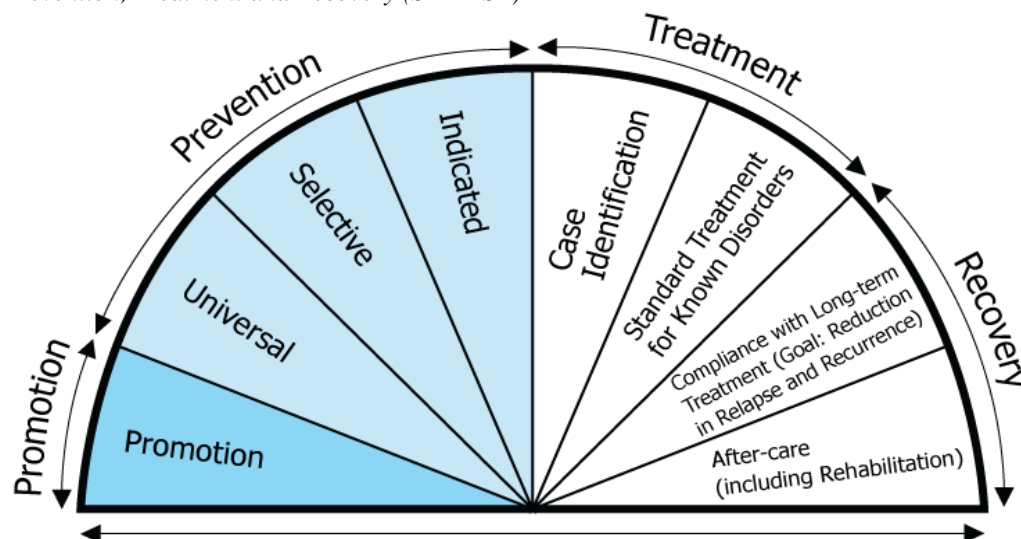 Treatment
Prevention
Recovery
Promotion
Promotion
Universal
Selective
Indicated
Case
Identification
Standard Treatment
for Known Disorders
Compliance with Long-term
Treatment (Goal: Reduction
in Relapse and Recurrence)
After-care
(including Rehabilitation)